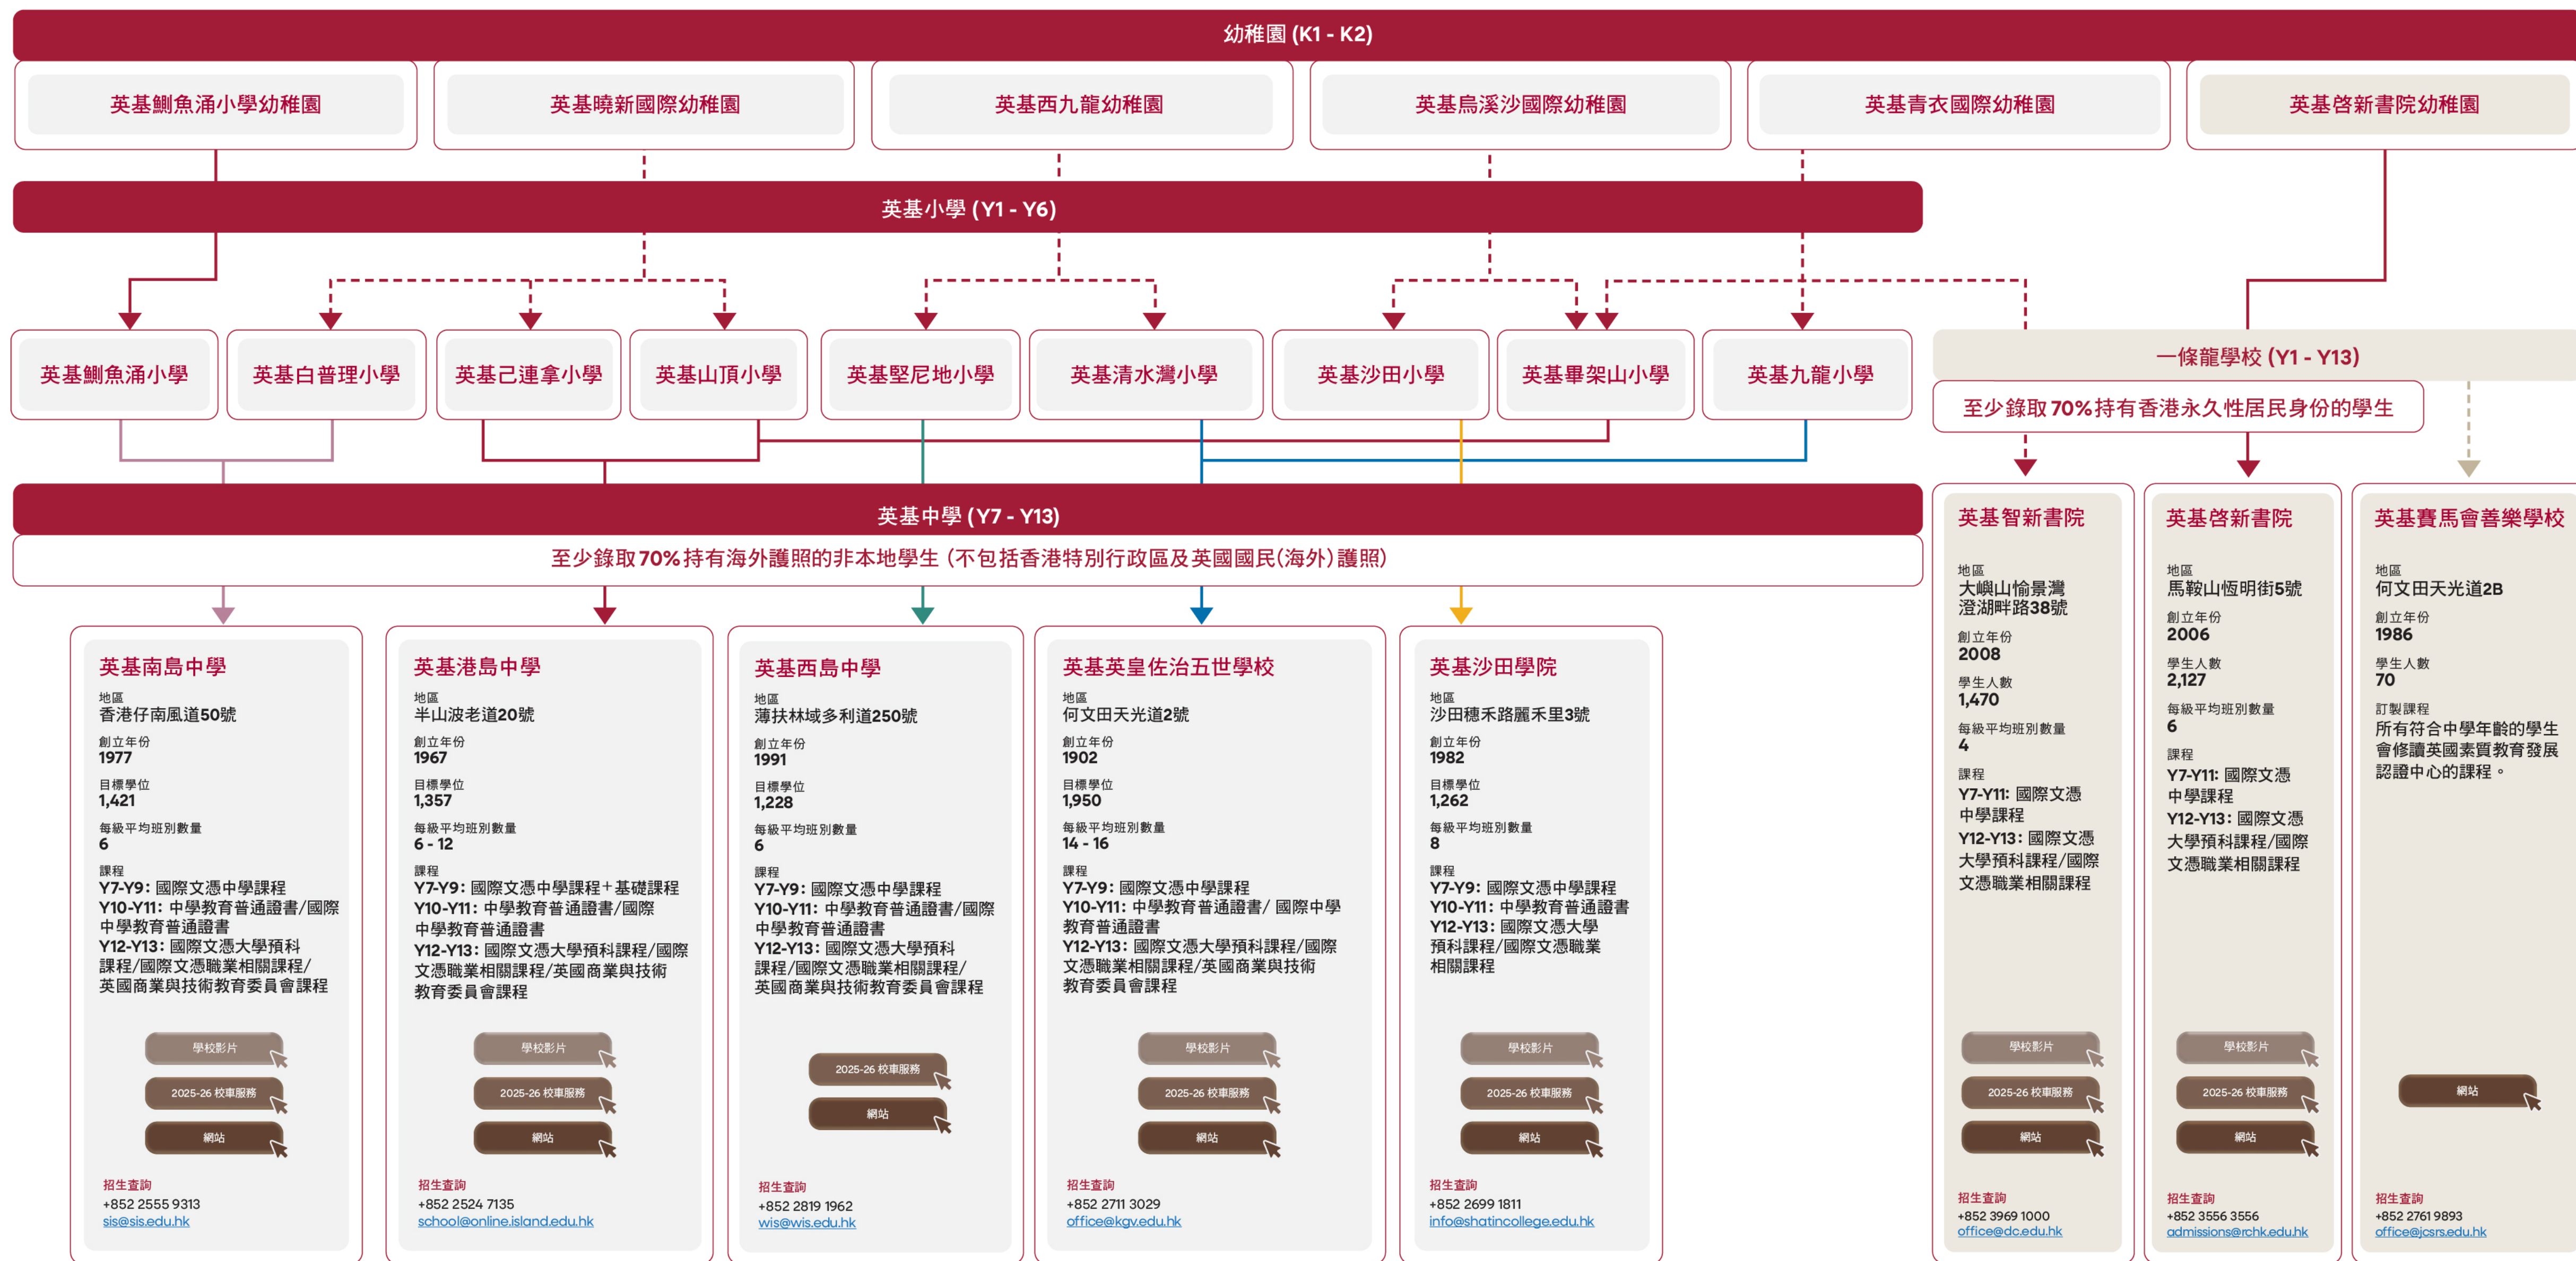 幼稚園 (K1 - K2)
英基鰂魚涌小學幼稚園
英基曉新國際幼稚園
英基西九龍幼稚園
英基烏溪沙國際幼稚園
英基青衣國際幼稚園
英基啓新書院幼稚園
英基小學 (Y1 - Y6)
英基鰂魚涌小學
英基白普理小學
英基己連拿小學
英基山頂小學
英基堅尼地小學
英基清水灣小學
英基沙田小學
英基畢架山小學
英基九龍小學
一條龍學校 (Y1 - Y13)
至少錄取70%持有香港永久性居民身份的學生
英基中學 (Y7 - Y13)
至少錄取70%持有海外護照的非本地學生 (不包括香港特別行政區及英國國民(海外)護照)
英基南島中學
地區
香港仔南風道50號
創立年份
1977
目標學位
1,421
每級平均班別數量
6
課程
Y7-Y9: 國際文憑中學課程
Y10-Y11: 中學教育普通證書/國際
中學教育普通證書
Y12-Y13: 國際文憑大學預科
課程/國際文憑職業相關課程/
英國商業與技術教育委員會課程
學校影片
2025-26 校車服務
網站
招生查詢
+852 2555 9313
sis@sis.edu.hk
英基港島中學
地區
半山波老道20號
創立年份
1967
目標學位
1,357
每級平均班別數量
6 - 12
課程
Y7-Y9: 國際文憑中學課程+基礎課程
Y10-Y11: 中學教育普通證書/國際
中學教育普通證書
Y12-Y13: 國際文憑大學預科課程/國際
文憑職業相關課程/英國商業與技術
教育委員會課程
學校影片
2025-26 校車服務
網站
招生查詢
+852 2524 7135
school@online.island.edu.hk
英基西島中學
地區
薄扶林域多利道250號
創立年份
1991
目標學位
1,228
每級平均班別數量
6
課程
Y7-Y9: 國際文憑中學課程
Y10-Y11: 中學教育普通證書/國際
中學教育普通證書
Y12-Y13: 國際文憑大學預科
課程/國際文憑職業相關課程/
英國商業與技術教育委員會課程
2025-26 校車服務
網站
招生查詢
+852 2819 1962
wis@wis.edu.hk
英基英皇佐治五世學校
地區
何文田天光道2號
創立年份
1902
目標學位
1,950
每級平均班別數量
14 - 16
課程
Y7-Y9: 國際文憑中學課程
Y10-Y11: 中學教育普通證書/ 國際中學
教育普通證書
Y12-Y13: 國際文憑大學預科課程/國際
文憑職業相關課程/英國商業與技術
教育委員會課程
學校影片
2025-26 校車服務
網站
招生查詢
+852 2711 3029
office@kgv.edu.hk
英基沙田學院
地區
沙田穗禾路麗禾里3號
創立年份
1982
目標學位
1,262
每級平均班別數量
8
課程
Y7-Y9: 國際文憑中學課程
Y10-Y11: 中學教育普通證書
Y12-Y13: 國際文憑大學
預科課程/國際文憑職業
相關課程
學校影片
2025-26 校車服務
網站
招生查詢
+852 2699 1811
info@shatincollege.edu.hk
英基智新書院
地區
大嶼山愉景灣
澄湖畔路38號
創立年份
2008
學生人數
1,470
每級平均班別數量
4
課程
Y7-Y11: 國際文憑
中學課程
Y12-Y13: 國際文憑
大學預科課程/國際
文憑職業相關課程
學校影片
2025-26 校車服務
網站
招生查詢
+852 3969 1000
office@dc.edu.hk
英基啓新書院
地區
馬鞍山恆明街5號
創立年份
2006
學生人數
2,127
每級平均班別數量
6
課程
Y7-Y11: 國際文憑
中學課程
Y12-Y13: 國際文憑
大學預科課程/國際
文憑職業相關課程
學校影片
2025-26 校車服務
網站
招生查詢
+852 3556 3556
admissions@rchk.edu.hk
英基賽馬會善樂學校
地區
何文田天光道2B
創立年份
1986
學生人數
70
訂製課程
所有符合中學年齡的學生
會修讀英國素質教育發展
認證中心的課程。
網站
招生查詢
+852 2761 9893
office@jcsrs.edu.hk